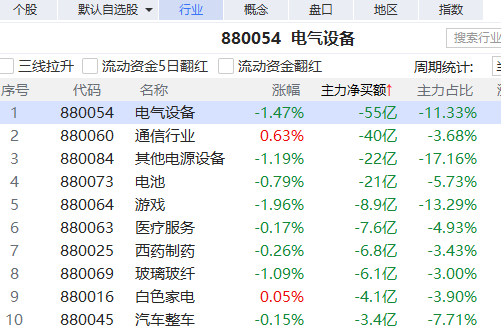 个股 默认自选股 行业 概念 盘口 地区 指数
880054 电气设备 搜索行业
三线拉升 流动资金5日翻红 流动资金翻红 周期统计:
序号 代码 名称 涨幅 主力净买额↑ 主力占比
1 880054 电气设备 -1.47% -55亿 -11.33%
2 880060 通信行业 0.63% -40亿 -3.68%
3 880084 其他电源设备 -1.19% -22亿 -17.16%
4 880073 电池 -0.79% -21亿 -5.73%
5 880064 游戏 -1.96% -8.9亿 -13.29%
6 880063 医疗服务 -0.17% -7.6亿 -4.93%
7 880025 西药制药 -0.26% -6.8亿 -3.43%
8 880069 玻璃玻纤 -1.09% -6.1亿 -3.00%
9 880016 白色家电 0.05% -4.1亿 -3.90%
10 880045 汽车整车 -0.15% -3.4亿 -7.71%